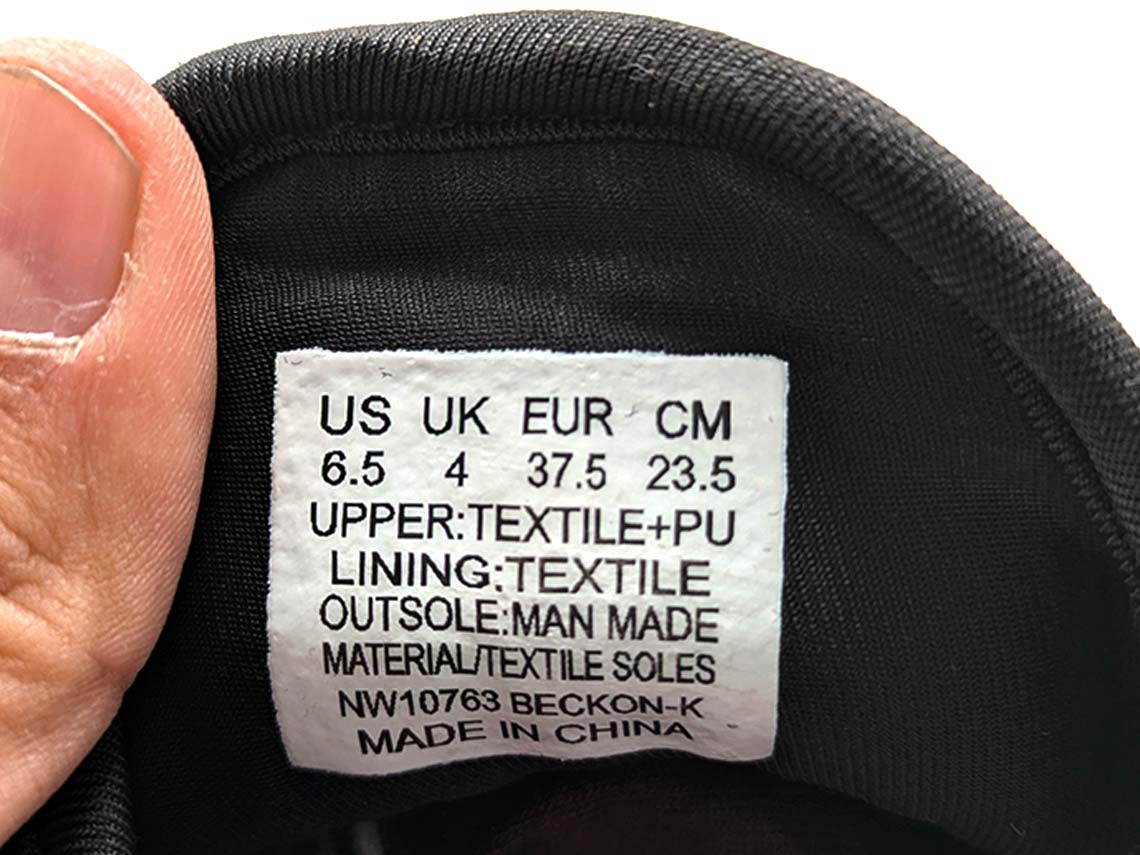 US UK EUR CM
6.5 4 37.5 23.5
UPPER:TEXTILE+PU
LINING:TEXTILE
OUTSOLE:MAN MADE
MATERIAL/TEXTILE SOLES
NW10763 BECKON-K
MADE IN CHINA